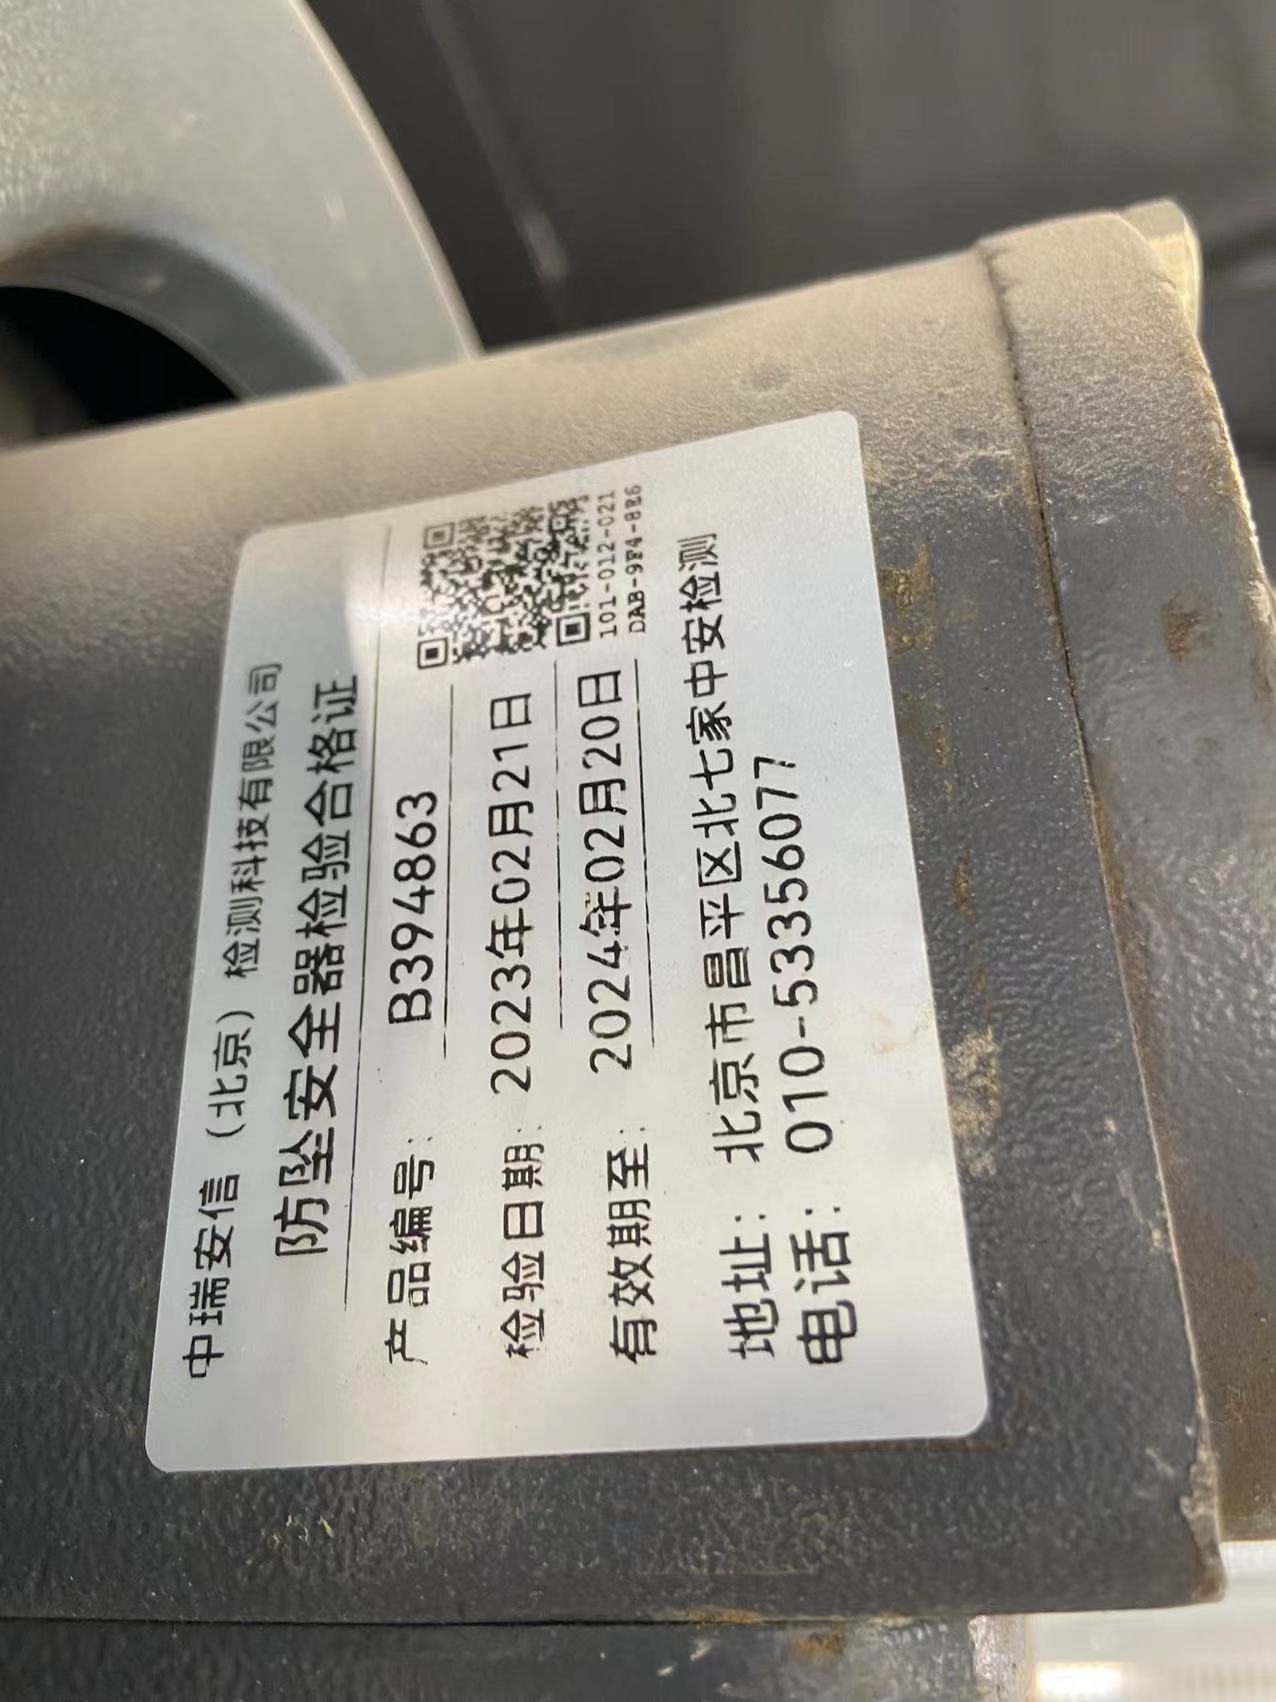 中瑞安信（北京）检测科技有限公司
防坠安全器检验合格证
产品编号： B394863
检验日期： 2023年02月21日
有效期至： 2024年02月20日
101-012-021
DAB-9F4-8E6
地址： 北京市昌平区北七家中安检测
电话： 010-53356077